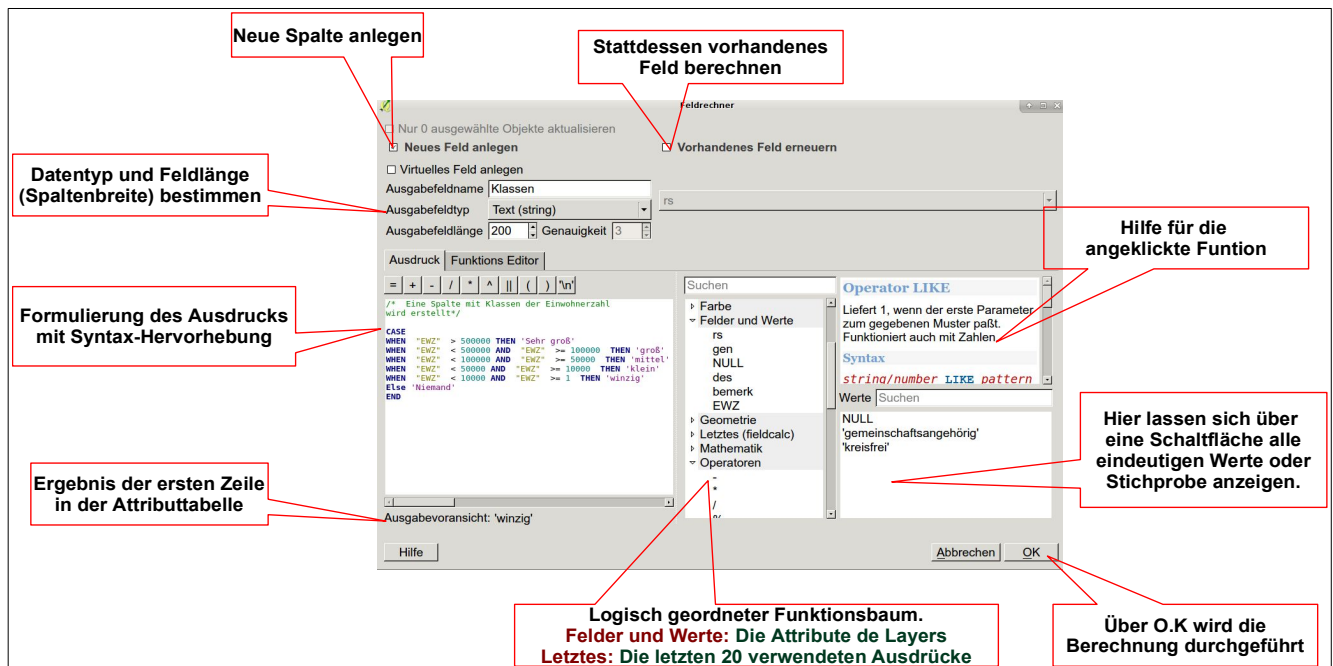 Neue Spalte anlegen
Stattdessen vorhandenes
Feld berechnen
Feldrechner
Nur 0 ausgewählte Objekte aktualisieren
Neues Feld anlegen
Vorhandenes Feld erneuern
Virtuelles Feld anlegen
Datentyp und Feldlänge
(Spaltenbreite) bestimmen
Ausgabefeldname Klassen
Ausgabefeldtyp Text (string)
rs
Ausgabefeldlänge 200 Genauigkeit 3
Hilfe für die
angeklickte Funtion
Ausdruck Funktions Editor
= + - / * ^ || ( ) '\n'
Formulierung des Ausdrucks
mit Syntax-Hervorhebung
/* Eine Spalte mit Klassen der Einwohnerzahl
wird erstellt*/
CASE
WHEN "EWZ" > 500000 THEN 'Sehr groß'
WHEN "EWZ" < 500000 AND "EWZ" >= 100000 THEN 'groß'
WHEN "EWZ" < 100000 AND "EWZ" >= 50000 THEN 'mittel'
WHEN "EWZ" < 50000 AND "EWZ" >= 10000 THEN 'klein'
WHEN "EWZ" < 10000 AND "EWZ" >= 1 THEN 'winzig'
Else 'Niemand'
END
Suchen
Farbe
Felder und Werte
rs
gen
NULL
des
bemerk
EWZ
Geometrie
Letztes (fieldcalc)
Mathematik
Operatoren
-
*
/
%
Operator LIKE
Liefert 1, wenn der erste Parameter
zum gegebenen Muster paßt.
Funktioniert auch mit Zahlen
Syntax
string/number LIKE pattern
Werte Suchen
NULL
'gemeinschaftsangehörig'
'kreisfrei'
Hier lassen sich über
eine Schaltfläche alle
eindeutigen Werte oder
Stichprobe anzeigen.
Ergebnis der ersten Zeile
in der Attributtabelle
Ausgabevoransicht: 'winzig'
Hilfe
Abbrechen
OK
Logisch geordneter Funktionsbaum.
Felder und Werte: Die Attribute de Layers
Letztes: Die letzten 20 verwendeten Ausdrücke
Über O.K wird die
Berechnung durchgeführt